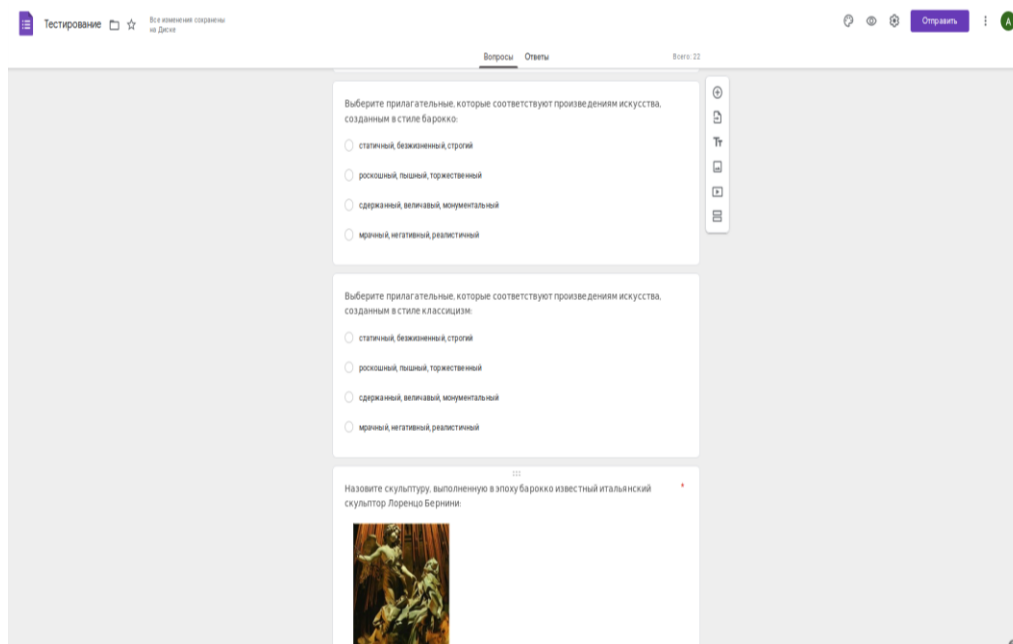 Тестирование
Все изменения сохранены
на Диске
Отправить
A
Вопросы Ответы
Всего: 22
Выберите прилагательные, которые соответствуют произведениям искусства,
созданным в стиле барокко:
статичный, безжизненный, строгий
роскошный, пышный, торжественный
сдержанный, величавый, монументальный
мрачный, негативный, реалистичный
Tт
Выберите прилагательные, которые соответствуют произведениям искусства,
созданным в стиле классицизм:
статичный, безжизненный, строгий
роскошный, пышный, торжественный
сдержанный, величавый, монументальный
мрачный, негативный, реалистичный
Назовите скульптуру, выполненную в эпоху барокко известный итальянский *
скульптор Лоренцо Бернини: